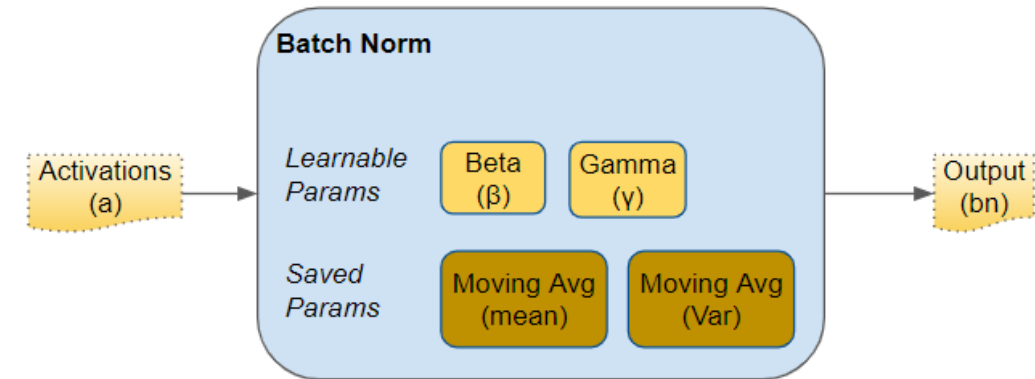 Batch Norm
Activations
(a)
Learnable
Params
Beta
(β)
Gamma
(γ)
Output
(bn)
Saved
Params
Moving Avg
(mean)
Moving Avg
(Var)